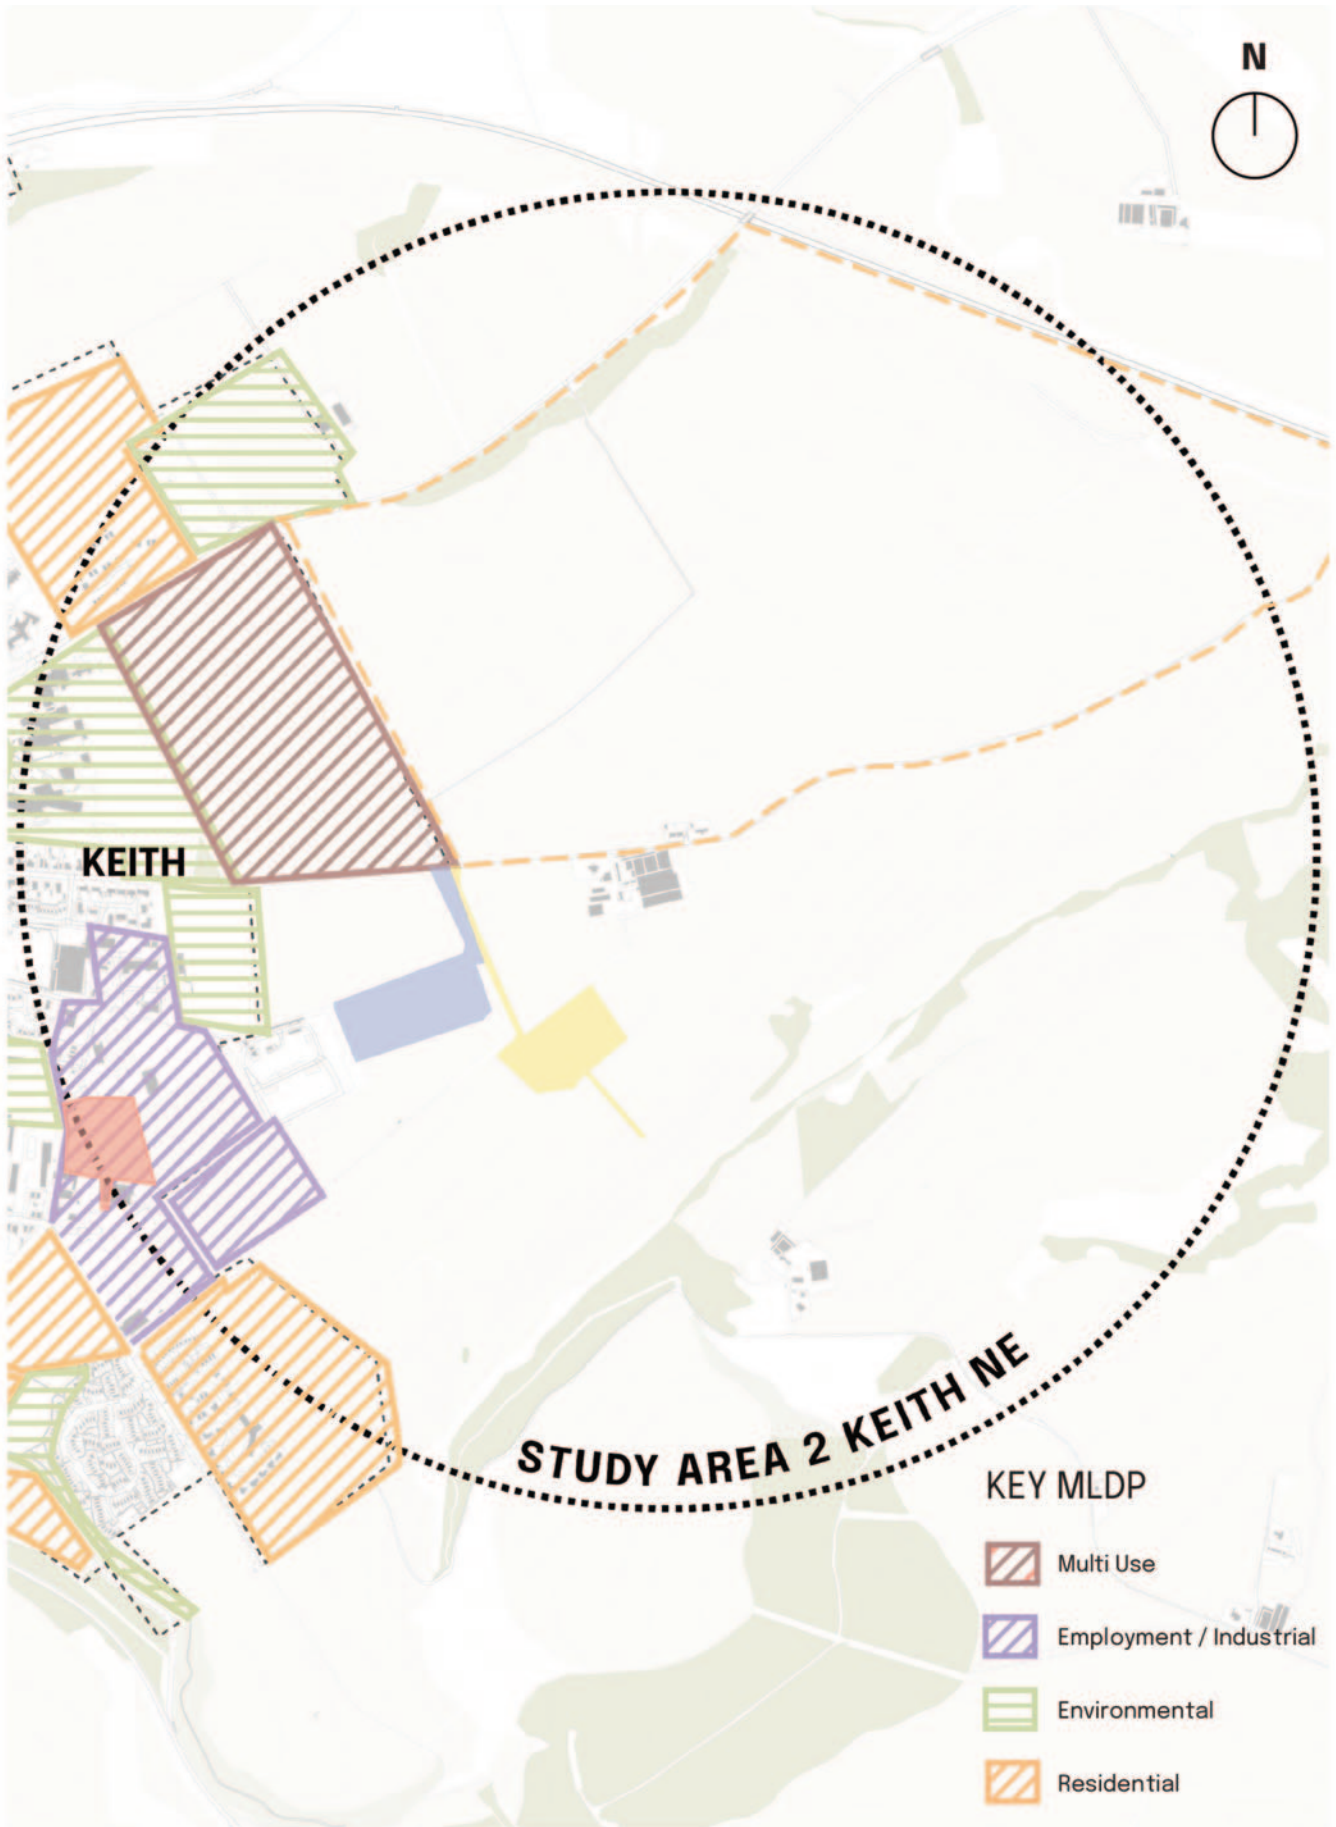 N
KEITH
STUDY AREA 2 KEITH NE
KEY MLDP
Multi Use
Employment / Industrial
Environmental
Residential